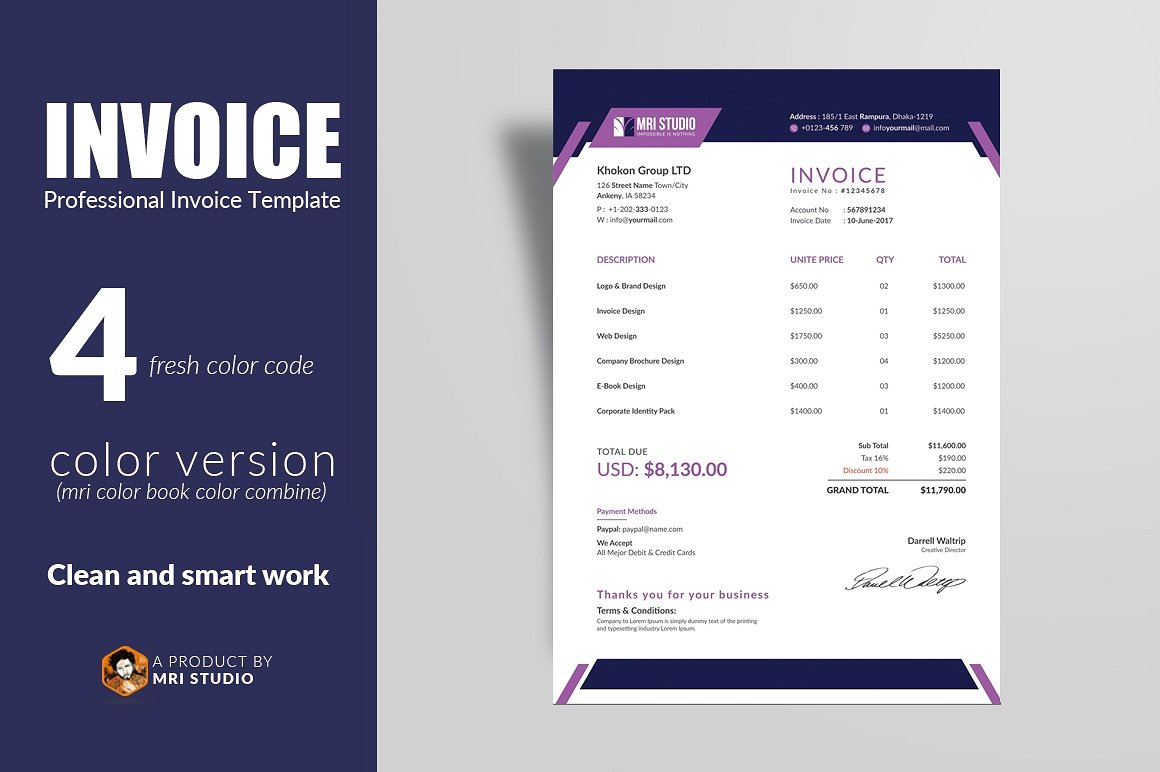 INVOICE
Professional Invoice Template
4 fresh color code
color version
(mri color book color combine)
Clean and smart work
A PRODUCT BY
MRI STUDIO
MRI STUDIO
IMPOSSIBLE IS NOTHING
Address : 185/1 East Rampura, Dhaka-1219
+0123-456 789 infoyourmail@mail.com
Khokon Group LTD
126 Street Name Town/City
Ankeny, IA 58234
P : +1-202-333-0123
W : info@yourmail.com
INVOICE
Invoice No : #12345678
Account No : 567891234
Invoice Date : 10-June-2017
DESCRIPTION UNITE PRICE QTY TOTAL
Logo & Brand Design $650.00 02 $1300.00
Invoice Design $1250.00 01 $1250.00
Web Design $1750.00 03 $5250.00
Company Brochure Design $300.00 04 $1200.00
E-Book Design $400.00 03 $1200.00
Corporate Identity Pack $1400.00 01 $1400.00
Sub Total $11,600.00
Tax 16% $190.00
Discount 10% $220.00
GRAND TOTAL $11,790.00
TOTAL DUE
USD: $8,130.00
Payment Methods
Paypal: paypal@name.com
We Accept
All Mejor Debit & Credit Cards
Darrell Waltrip
Creative Director
Thanks you for your business
Terms & Conditions:
Company to Lorem Ipsum is simply dummy text of the printing
and typesetting industry Lorem Ipsum.